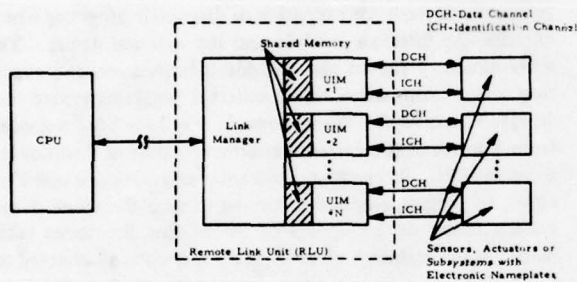 DCH-Data Channel
ICH-Identificati n Channel
Shared Memory
CPU
Link
Manager
UIM
#1
UIM
#2
UIM
#N
DCH
ICH
DCH
ICH
DCH
ICH
Remote Link Unit (RLU)
Sensors, Actuators or
Subsystems with
Electronic Nameplates